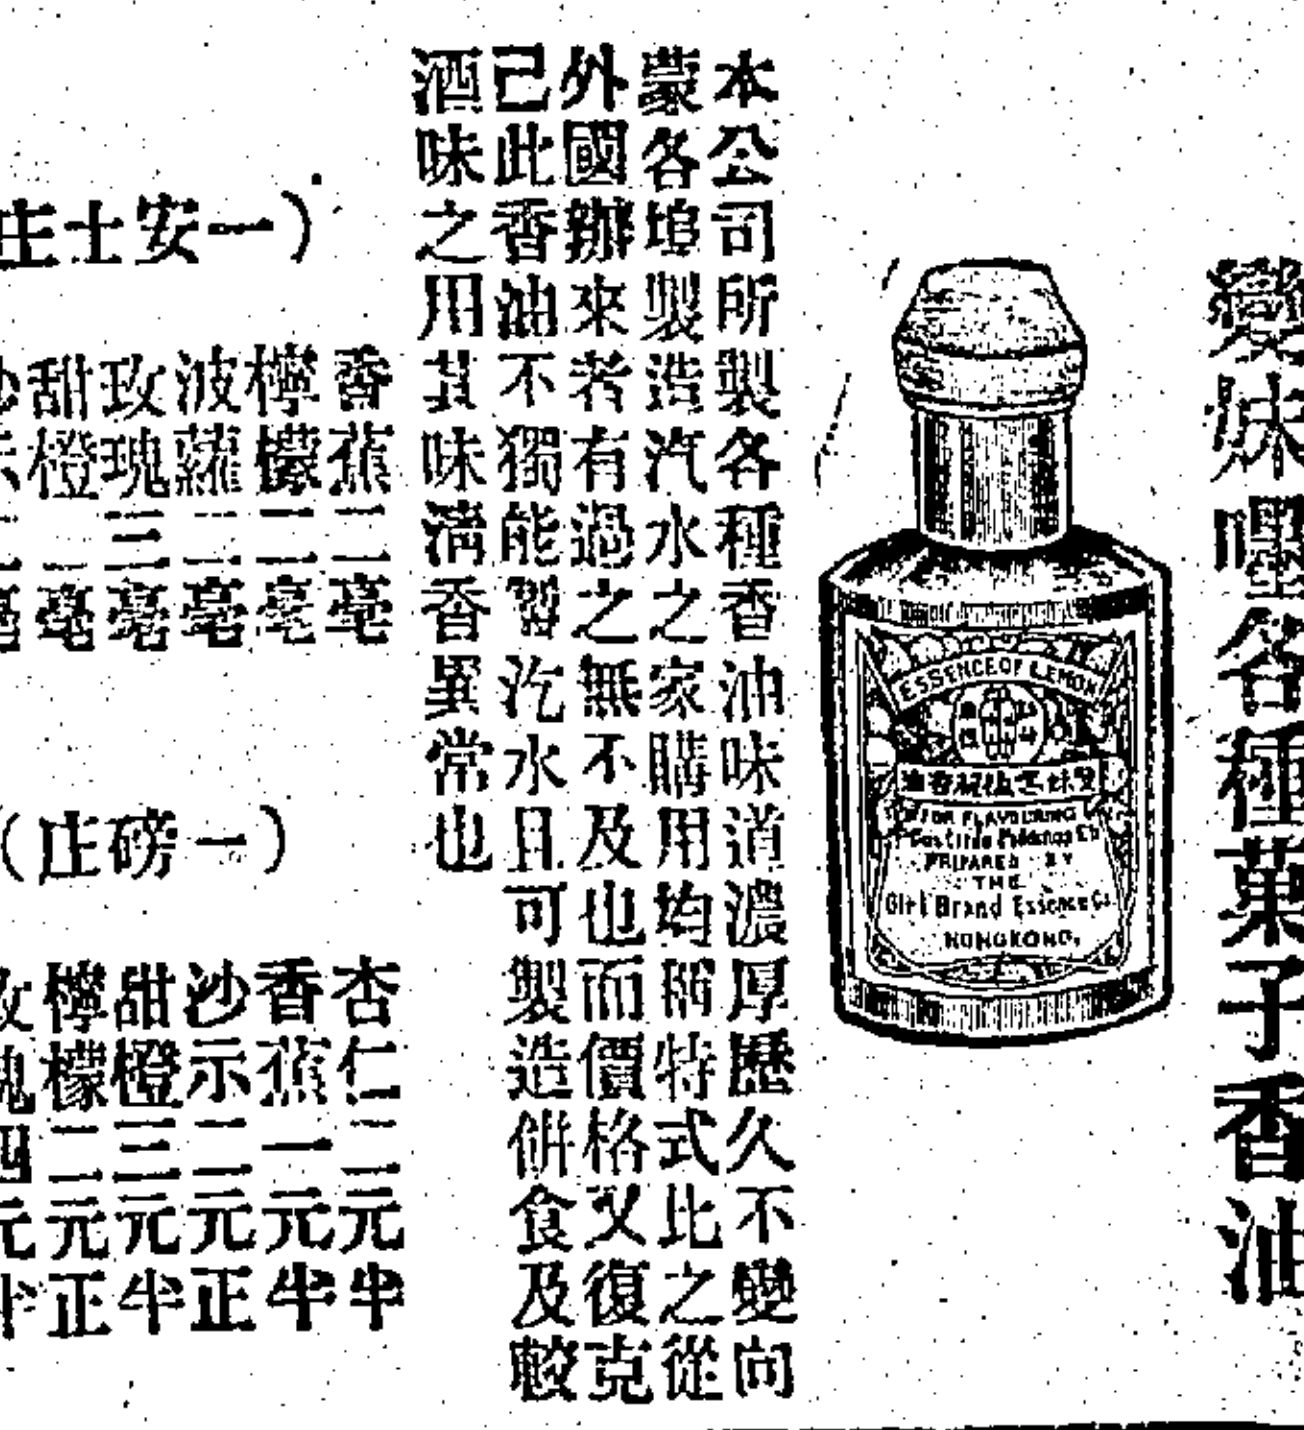 雙妹嘿各種菓子香油
ESSENCE OF LEMON
FOR FLAVOURING
PREPARED BY
THE
Girl Brand Essence Co.
HONGKONG.
本公司所製各種香油味道濃厚歷久不變向
蒙各埠製造汽水之家購用均稱特式比之從
外國辦來者有過之無不及也而價格又復克
己此香油不獨能製汽水且可製造餅食及較
酒味之用其味清香異常也
(一安士庄
香蕉二毫
檸檬二毫
波蘿二毫
玫瑰三毫
甜橙二毫
(一磅庄)
杏仁二元半
香蕉一元半
沙示二元正
甜橙三元半
檸檬二元正